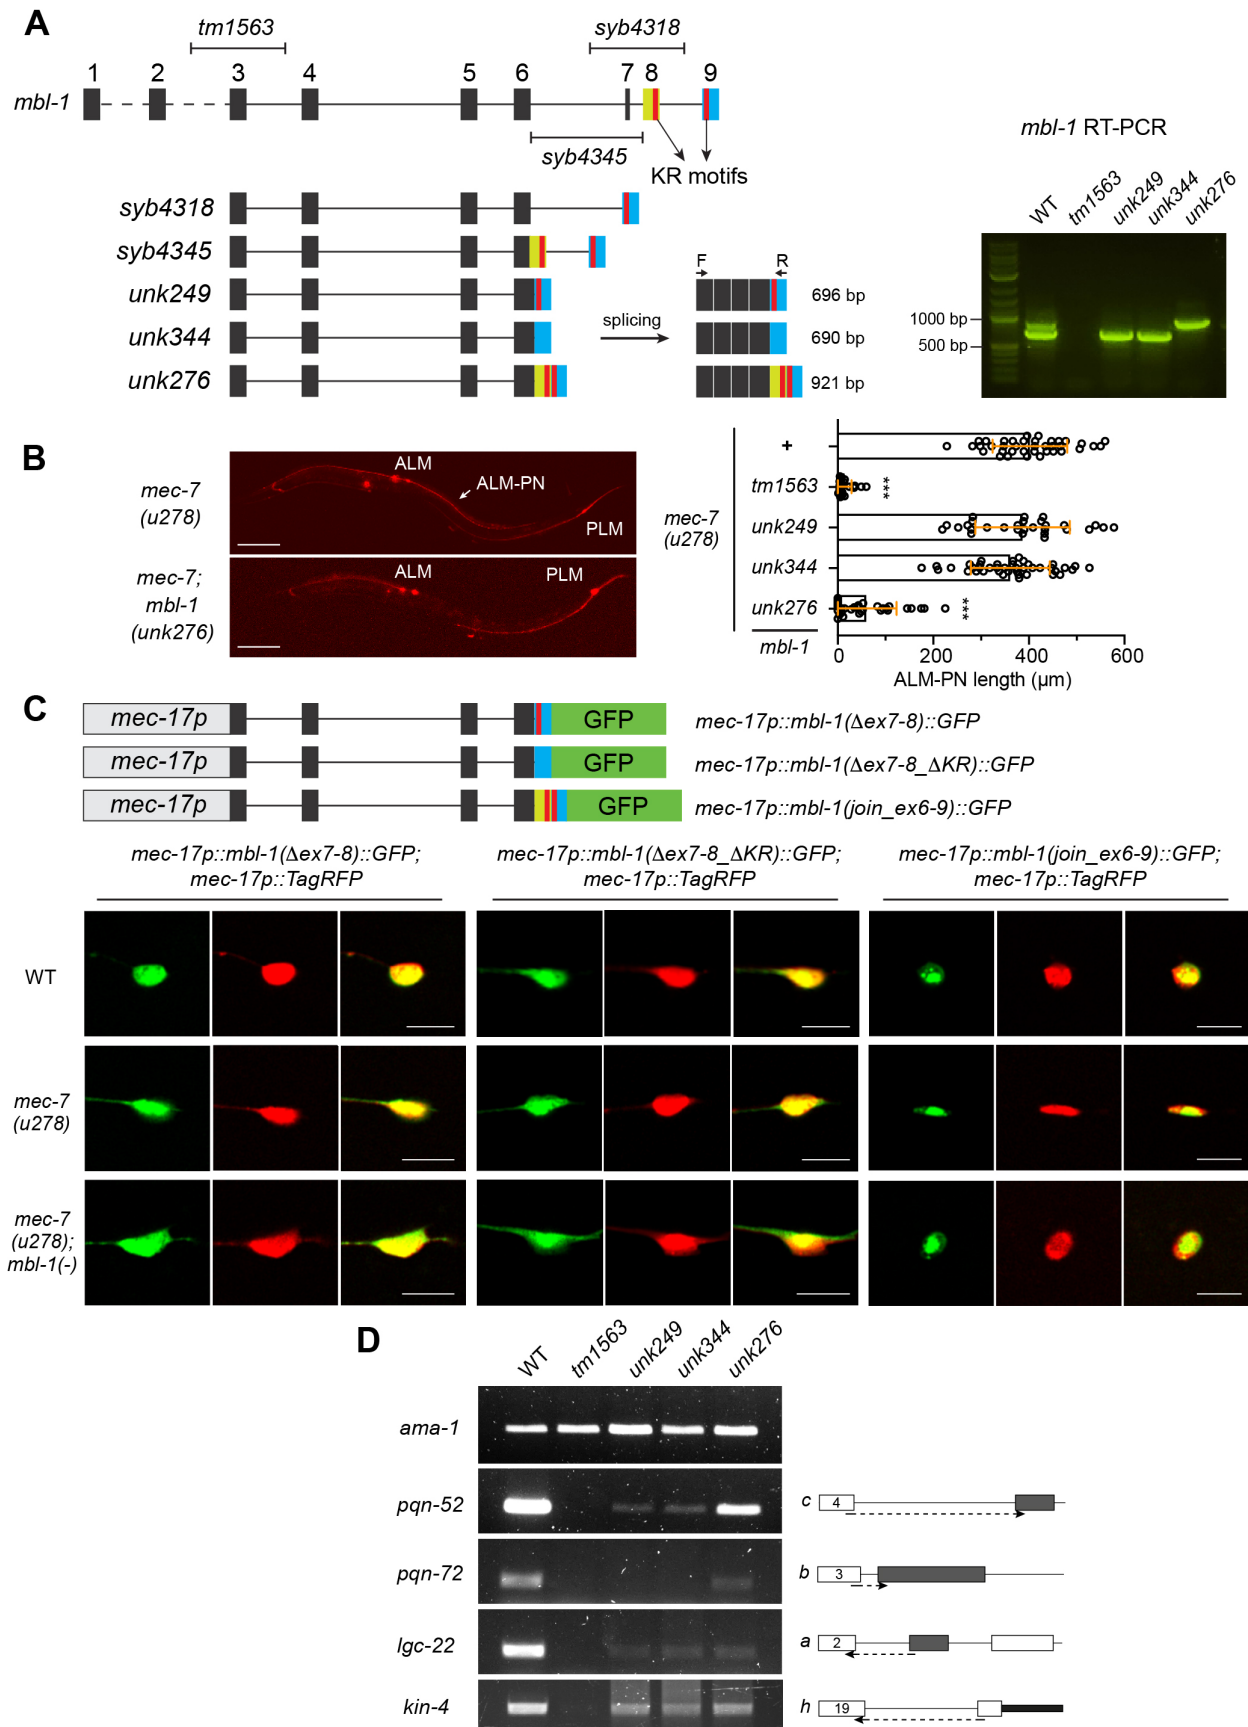 A
tm1563
syb4318
1 2 3 4 5 6 7 8 9
mbl-1
syb4345
KR motifs
syb4318
syb4345
unk249
unk344
unk276
splicing
F R
696 bp
690 bp
921 bp
mbl-1 RT-PCR
WT tm1563 unk249 unk344 unk276
1000 bp
500 bp
B
mec-7
(u278)
ALM
ALM-PN
PLM
mec-7;
mbl-1
(unk276)
ALM
PLM
mec-7
(u278)
+
tm1563
***
unk249
unk344
unk276
***
mbl-1
0 200 400 600
ALM-PN length (µm)
C
mec-17p GFP mec-17p::mbl-1(Δex7-8)::GFP
mec-17p GFP mec-17p::mbl-1(Δex7-8_ΔKR)::GFP
mec-17p GFP mec-17p::mbl-1(join_ex6-9)::GFP
mec-17p::mbl-1(Δex7-8)::GFP;
mec-17p::TagRFP
mec-17p::mbl-1(Δex7-8_ΔKR)::GFP;
mec-17p::TagRFP
mec-17p::mbl-1(join_ex6-9)::GFP;
mec-17p::TagRFP
WT
mec-7
(u278)
mec-7
(u278);
mbl-1(-)
D
WT tm1563 unk249 unk344 unk276
ama-1
pqn-52
c 4
pqn-72
b 3
lgc-22
a 2
kin-4
h 19